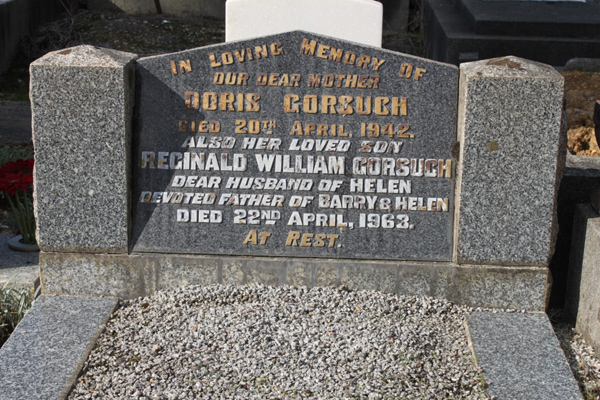 IN LOVING MEMORY OF
OUR DEAR MOTHER
DORIS GORSUCH
DIED 20TH APRIL, 1942.
ALSO HER LOVED SON
REGINALD WILLIAM GORSUCH
DEAR HUSBAND OF HELEN
DEVOTED FATHER OF BARRY & HELEN
DIED 22ND APRIL, 1963.
AT REST.